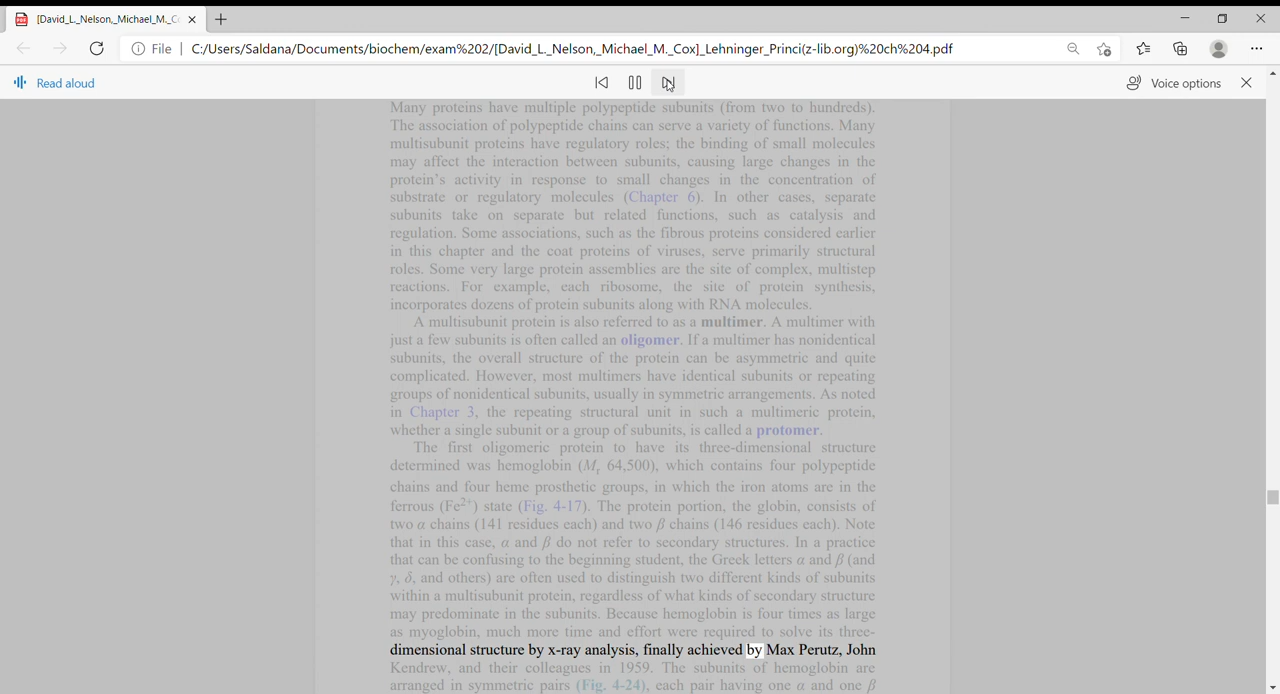 [David_L._Nelson,_Michael_M._C
File | C:/Users/Saldana/Documents/biochem/exam%202/[David_L._Nelson,_Michael_M._Cox]_Lehninger_Princi(z-lib.org)%20ch%204.pdf
Read aloud
Voice options
Many proteins have multiple polypeptide subunits (from two to hundreds).
The association of polypeptide chains can serve a variety of functions. Many
multisubunit proteins have regulatory roles; the binding of small molecules
may affect the interaction between subunits, causing large changes in the
protein's activity in response to small changes in the concentration of
substrate or regulatory molecules (Chapter 6). In other cases, separate
subunits take on separate but related functions, such as catalysis and
regulation. Some associations, such as the fibrous proteins considered earlier
in this chapter and the coat proteins of viruses, serve primarily structural
roles. Some very large protein assemblies are the site of complex, multistep
reactions. For example, each ribosome, the site of protein synthesis,
incorporates dozens of protein subunits along with RNA molecules.
A multisubunit protein is also referred to as a multimer. A multimer with
just a few subunits is often called an oligomer. If a multimer has nonidentical
subunits, the overall structure of the protein can be asymmetric and quite
complicated. However, most multimers have identical subunits or repeating
groups of nonidentical subunits, usually in symmetric arrangements. As noted
in Chapter 3, the repeating structural unit in such a multimeric protein,
whether a single subunit or a group of subunits, is called a protomer.
The first oligomeric protein to have its three-dimensional structure
determined was hemoglobin (Mr 64,500), which contains four polypeptide
chains and four heme prosthetic groups, in which the iron atoms are in the
ferrous (Fe2+) state (Fig. 4-17). The protein portion, the globin, consists of
two α chains (141 residues each) and two β chains (146 residues each). Note
that in this case, α and β do not refer to secondary structures. In a practice
that can be confusing to the beginning student, the Greek letters α and β (and
γ, δ, and others) are often used to distinguish two different kinds of subunits
within a multisubunit protein, regardless of what kinds of secondary structure
may predominate in the subunits. Because hemoglobin is four times as large
as myoglobin, much more time and effort were required to solve its three-
dimensional structure by x-ray analysis, finally achieved by Max Perutz, John
Kendrew, and their colleagues in 1959. The subunits of hemoglobin are
arranged in symmetric pairs (Fig. 4-24), each pair having one α and one β